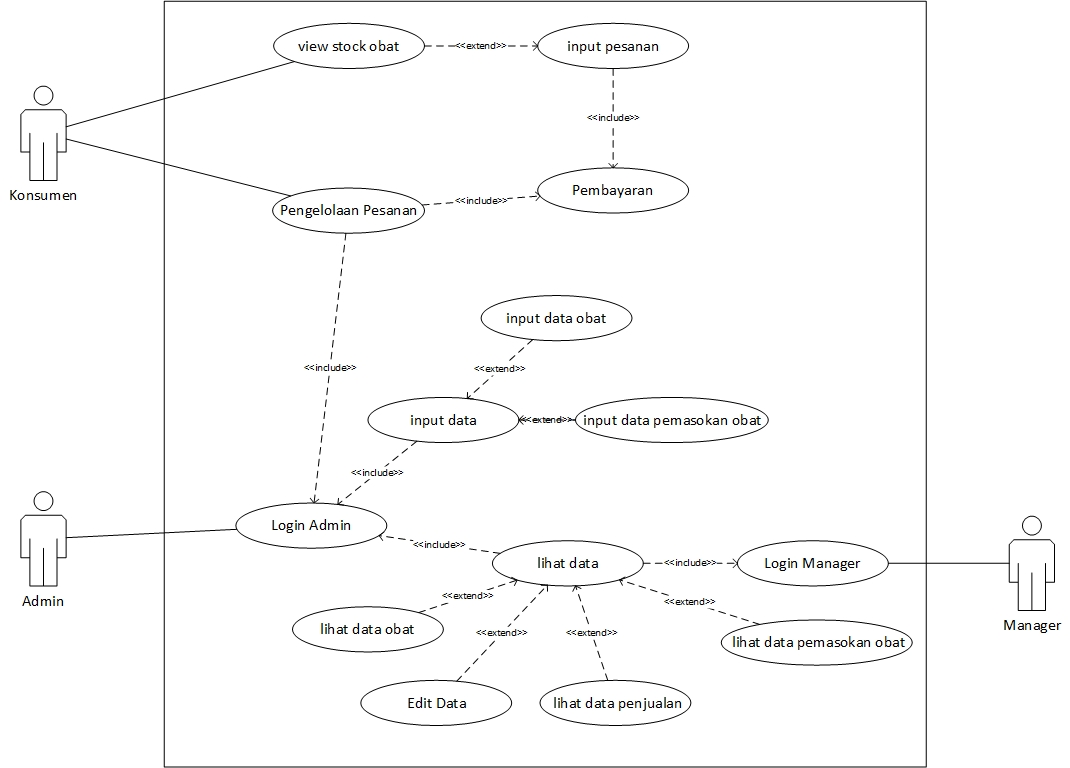 view stock obat
<<extend>>
input pesanan
<<include>>
Konsumen
Pembayaran
Pengelolaan Pesanan
<<include>>
input data obat
<<include>>
<<extend>>
input data
<<extend>>
input data pemasokan obat
<<include>>
Login Admin
Admin
<<include>>
lihat data
<<include>>
Login Manager
Manager
<<extend>>
<<extend>>
lihat data obat
<<extend>>
<<extend>>
lihat data pemasokan obat
Edit Data
lihat data penjualan